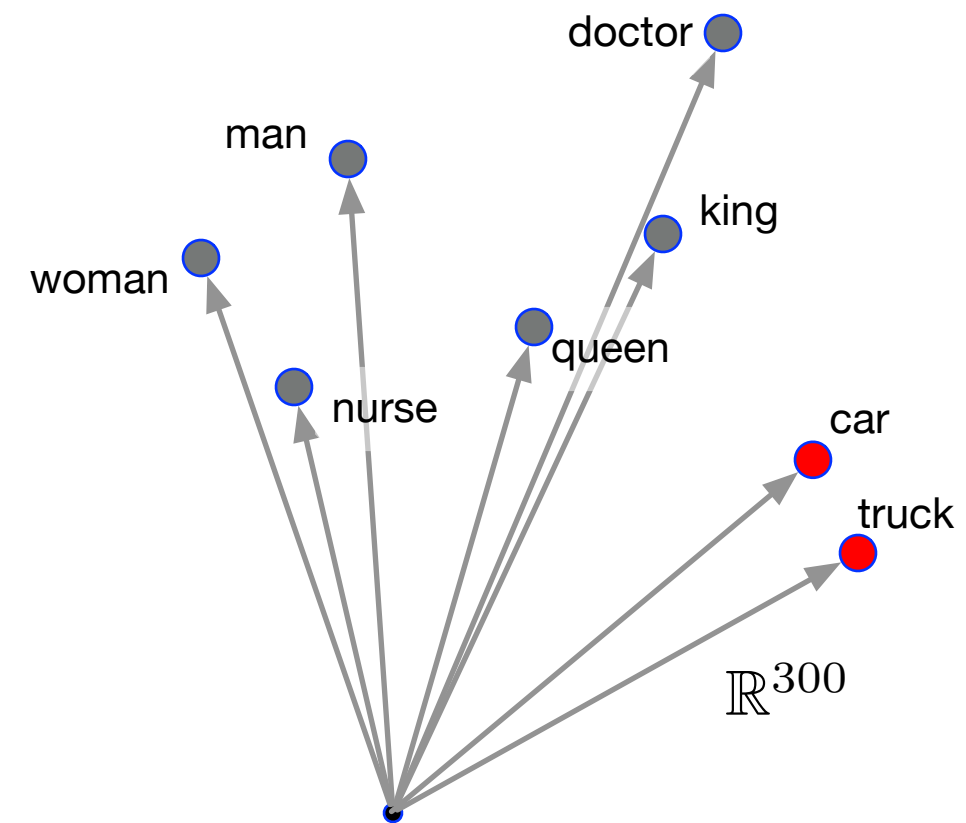 doctor
man
king
woman
queen
nurse
car
truck
ℝ³⁰⁰